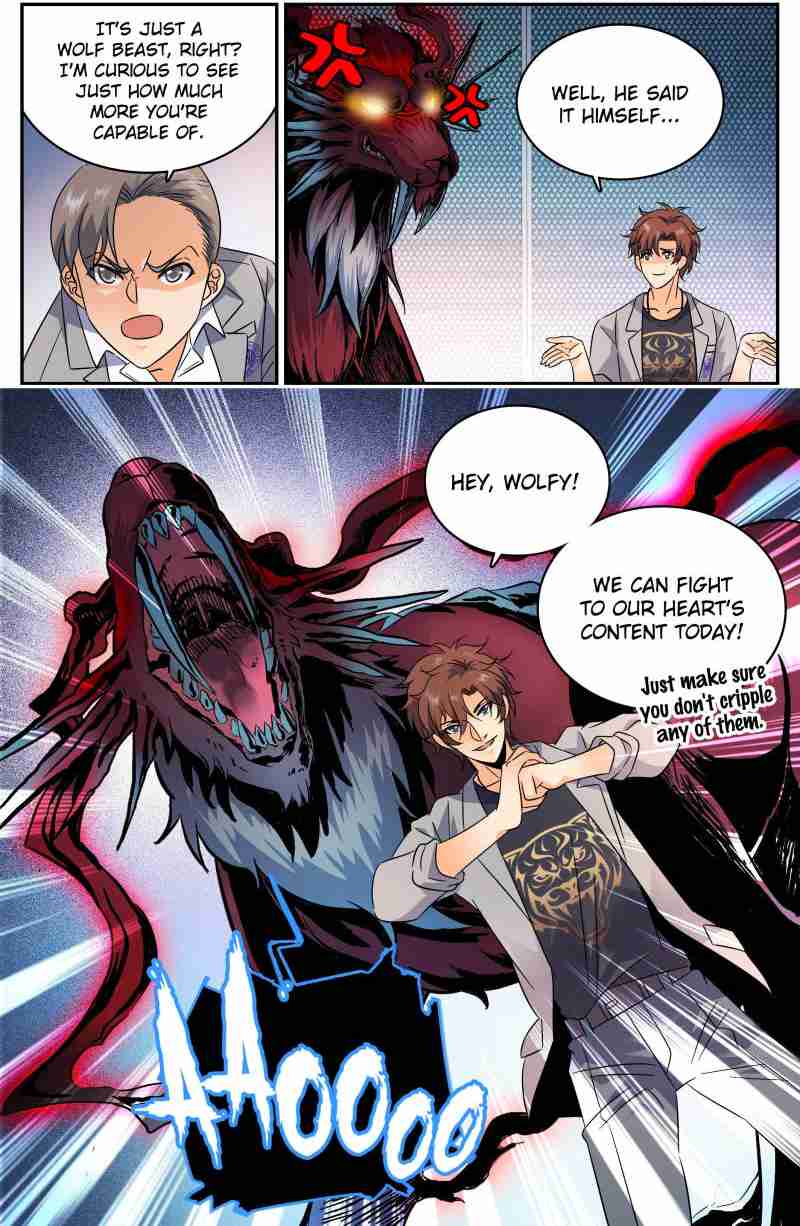 IT'S JUST A
WOLF BEAST, RIGHT?
I'M CURIOUS TO SEE
JUST HOW MUCH
MORE YOU'RE
CAPABLE OF.
WELL, HE SAID
IT HIMSELF...
HEY, WOLFY!
WE CAN FIGHT
TO OUR HEART'S
CONTENT TODAY!
Just make sure
you don't cripple
any of them.
AAOOOO